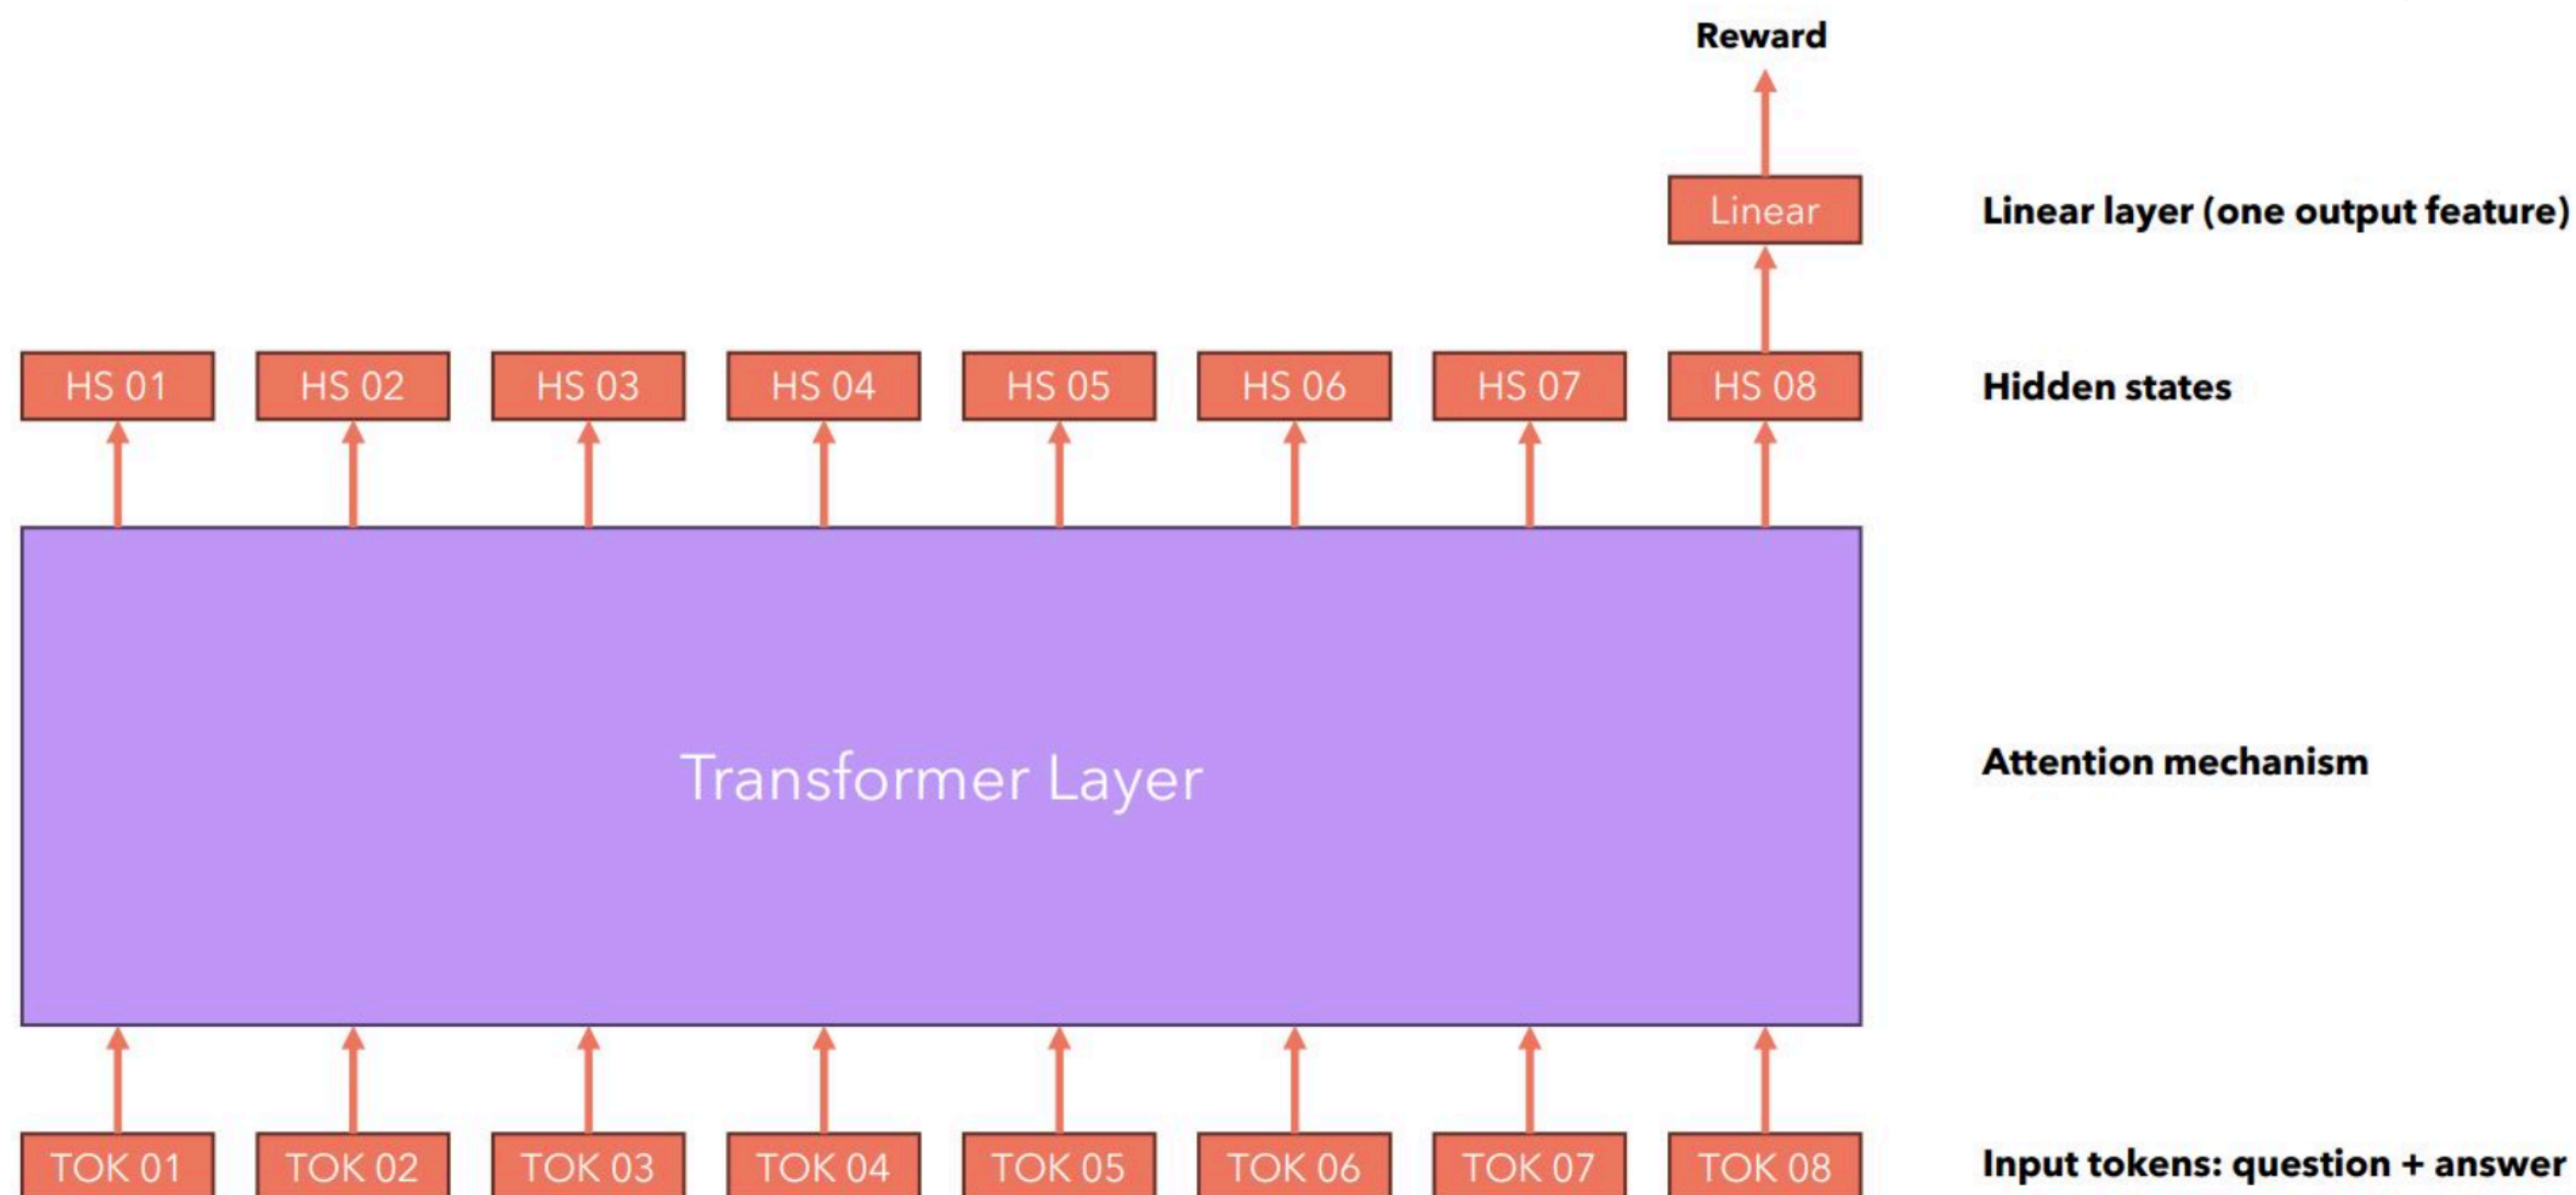 Reward
Linear
Linear layer (one output feature)
HS 01 HS 02 HS 03 HS 04 HS 05 HS 06 HS 07 HS 08
Hidden states
Transformer Layer
Attention mechanism
TOK 01 TOK 02 TOK 03 TOK 04 TOK 05 TOK 06 TOK 07 TOK 08
Input tokens: question + answer